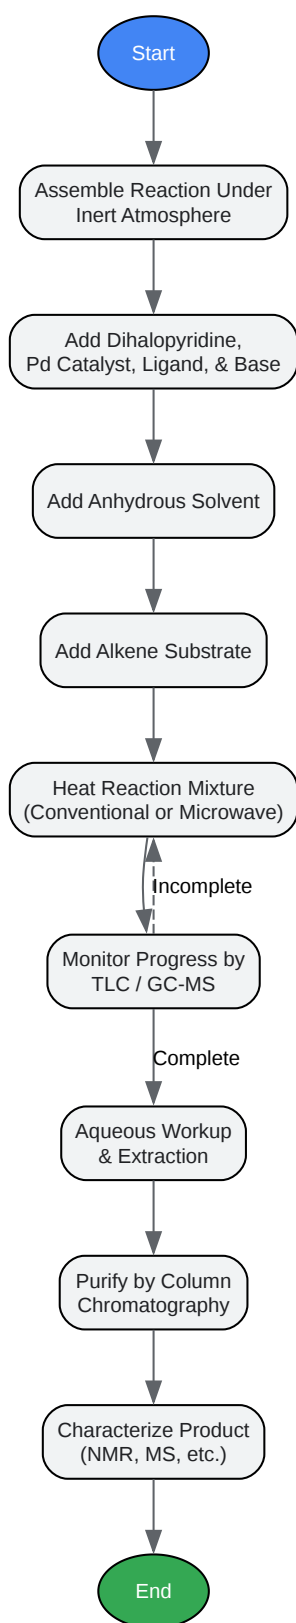 Start
Assemble Reaction Under
Inert Atmosphere
Add Dihalopyridine,
Pd Catalyst, Ligand, & Base
Add Anhydrous Solvent
Add Alkene Substrate
Heat Reaction Mixture
(Conventional or Microwave)
Incomplete
Monitor Progress by
TLC / GC-MS
Complete
Aqueous Workup
& Extraction
Purify by Column
Chromatography
Characterize Product
(NMR, MS, etc.)
End